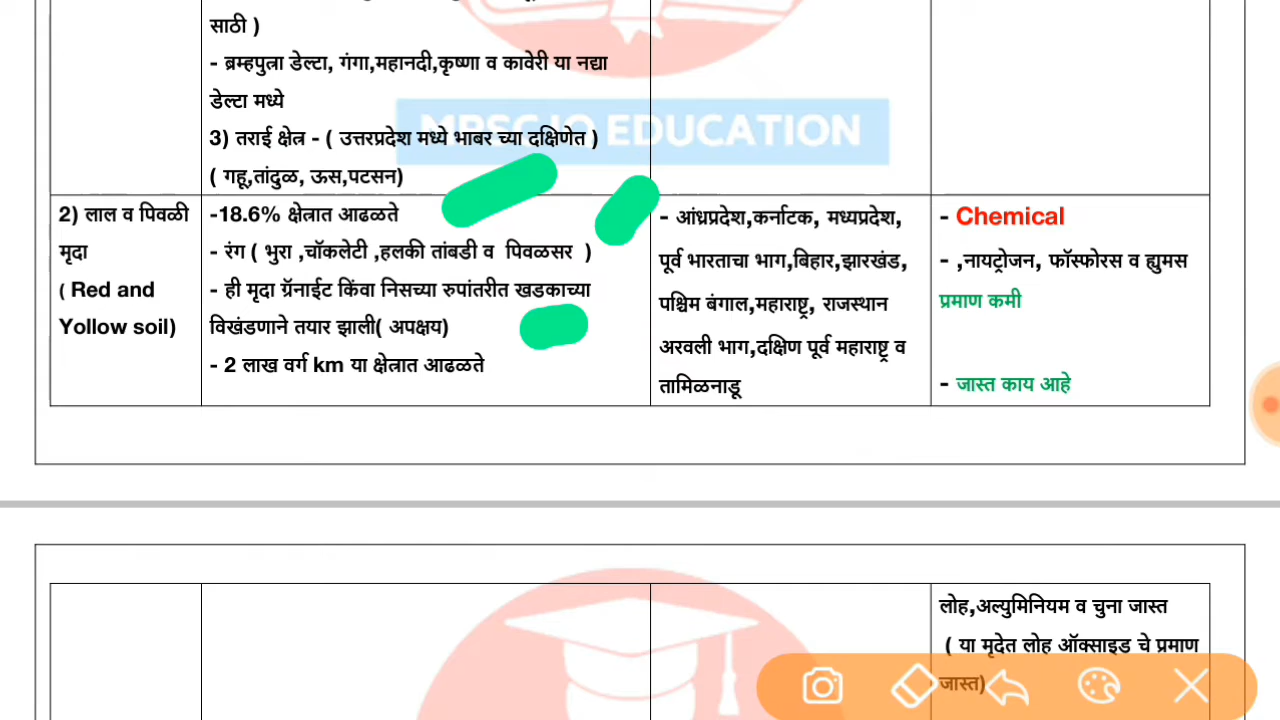 साठी )
- ब्रम्हपुत्रा डेल्टा, गंगा,महानदी,कृष्णा व कावेरी या नद्या
डेल्टा मध्ये
3) तराई क्षेत्र - ( उत्तरप्रदेश मध्ये भाबर च्या दक्षिणेत )
( गहू,तांदुळ, ऊस,पटसन)
EDUCATION
2) लाल व पिवळी
मृदा
( Red and
Yollow soil)
-18.6% क्षेत्रात आढळते
- रंग ( भुरा ,चॉकलेटी ,हलकी तांबडी व पिवळसर )
- ही मृदा ग्रॅनाईट किंवा निसच्या रुपांतरीत खडकाच्या
विखंडणाने तयार झाली( अपक्षय)
- 2 लाख वर्ग km या क्षेत्रात आढळते
- आंध्रप्रदेश,कर्नाटक, मध्यप्रदेश,
पूर्व भारताचा भाग,बिहार,झारखंड,
पश्चिम बंगाल,महाराष्ट्र, राजस्थान
अरवली भाग,दक्षिण पूर्व महाराष्ट्र व
तामिळनाडू
- Chemical
- ,नायट्रोजन, फॉस्फोरस व ह्युमस
प्रमाण कमी
- जास्त काय आहे
लोह,अल्युमिनियम व चुना जास्त
( या मृदेत लोह ऑक्साइड चे प्रमाण
जास्त)